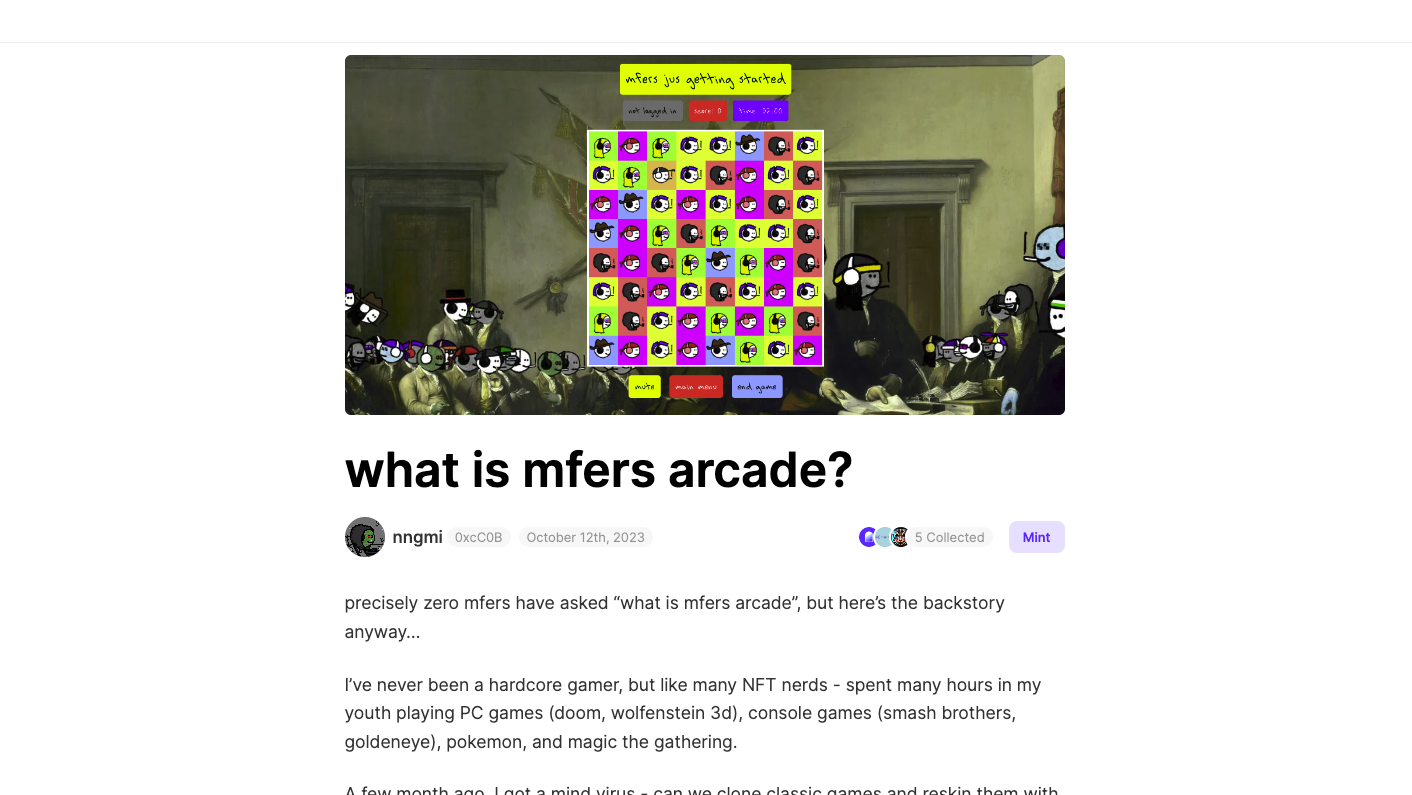 mfers jus getting started
not logged in score: 0 time: 02:00
mute main menu end game
what is mfers arcade?
nngmi 0xcC0B October 12th, 2023 5 Collected Mint
precisely zero mfers have asked “what is mfers arcade”, but here’s the backstory
anyway...
I’ve never been a hardcore gamer, but like many NFT nerds - spent many hours in my
youth playing PC games (doom, wolfenstein 3d), console games (smash brothers,
goldeneye), pokemon, and magic the gathering.
A few month ago, I got a mind virus - can we clone classic games and reskin them with